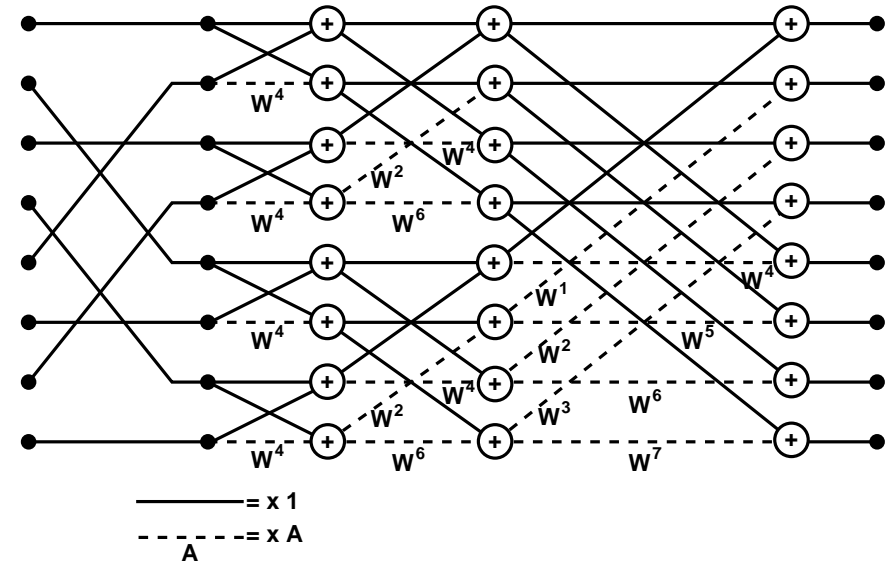 + + +
W⁴ + +
+ W⁴ + +
W² 
W⁴ + W⁶ + +
+ + W⁴ +
W¹
W⁴ + + W⁵ +
W²
+ W⁴ + W⁶ +
W² W³
W⁴ + W⁶ + W⁷ +
= x 1
= x A
A